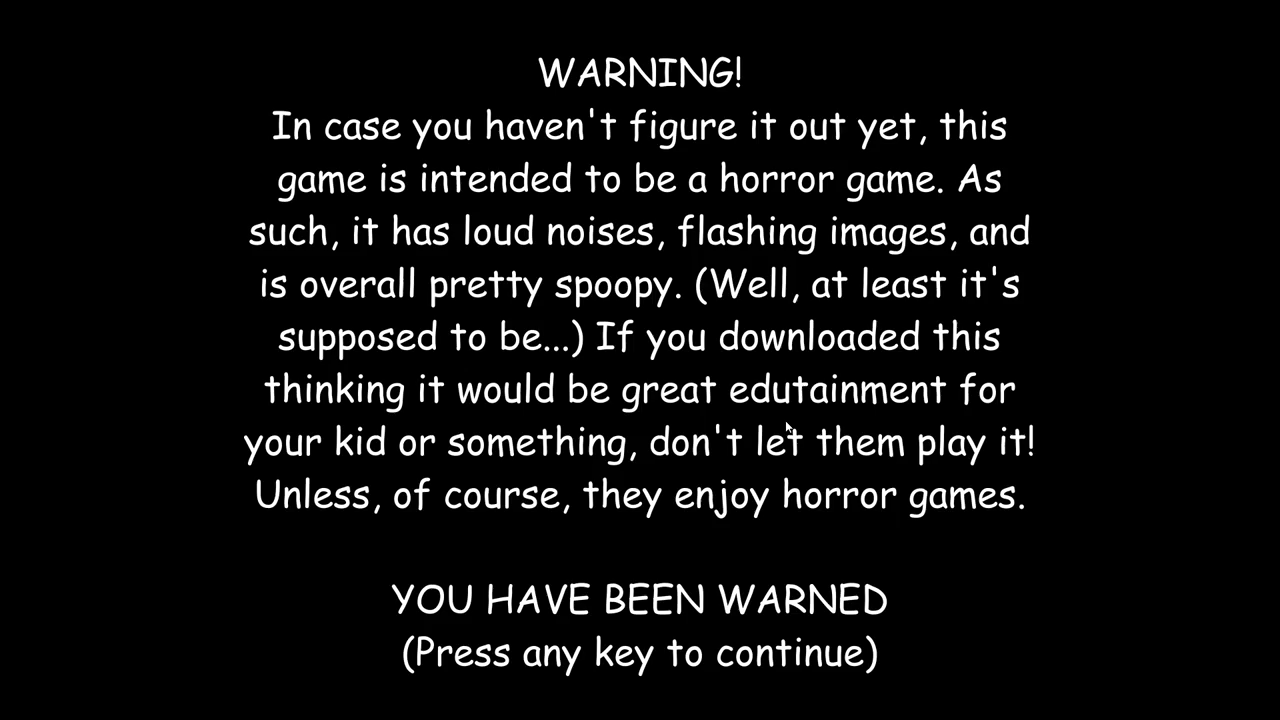 WARNING!
In case you haven't figure it out yet, this
game is intended to be a horror game. As
such, it has loud noises, flashing images, and
is overall pretty spoopy. (Well, at least it's
supposed to be...) If you downloaded this
thinking it would be great edutainment for
your kid or something, don't let them play it!
Unless, of course, they enjoy horror games.
YOU HAVE BEEN WARNED
(Press any key to continue)